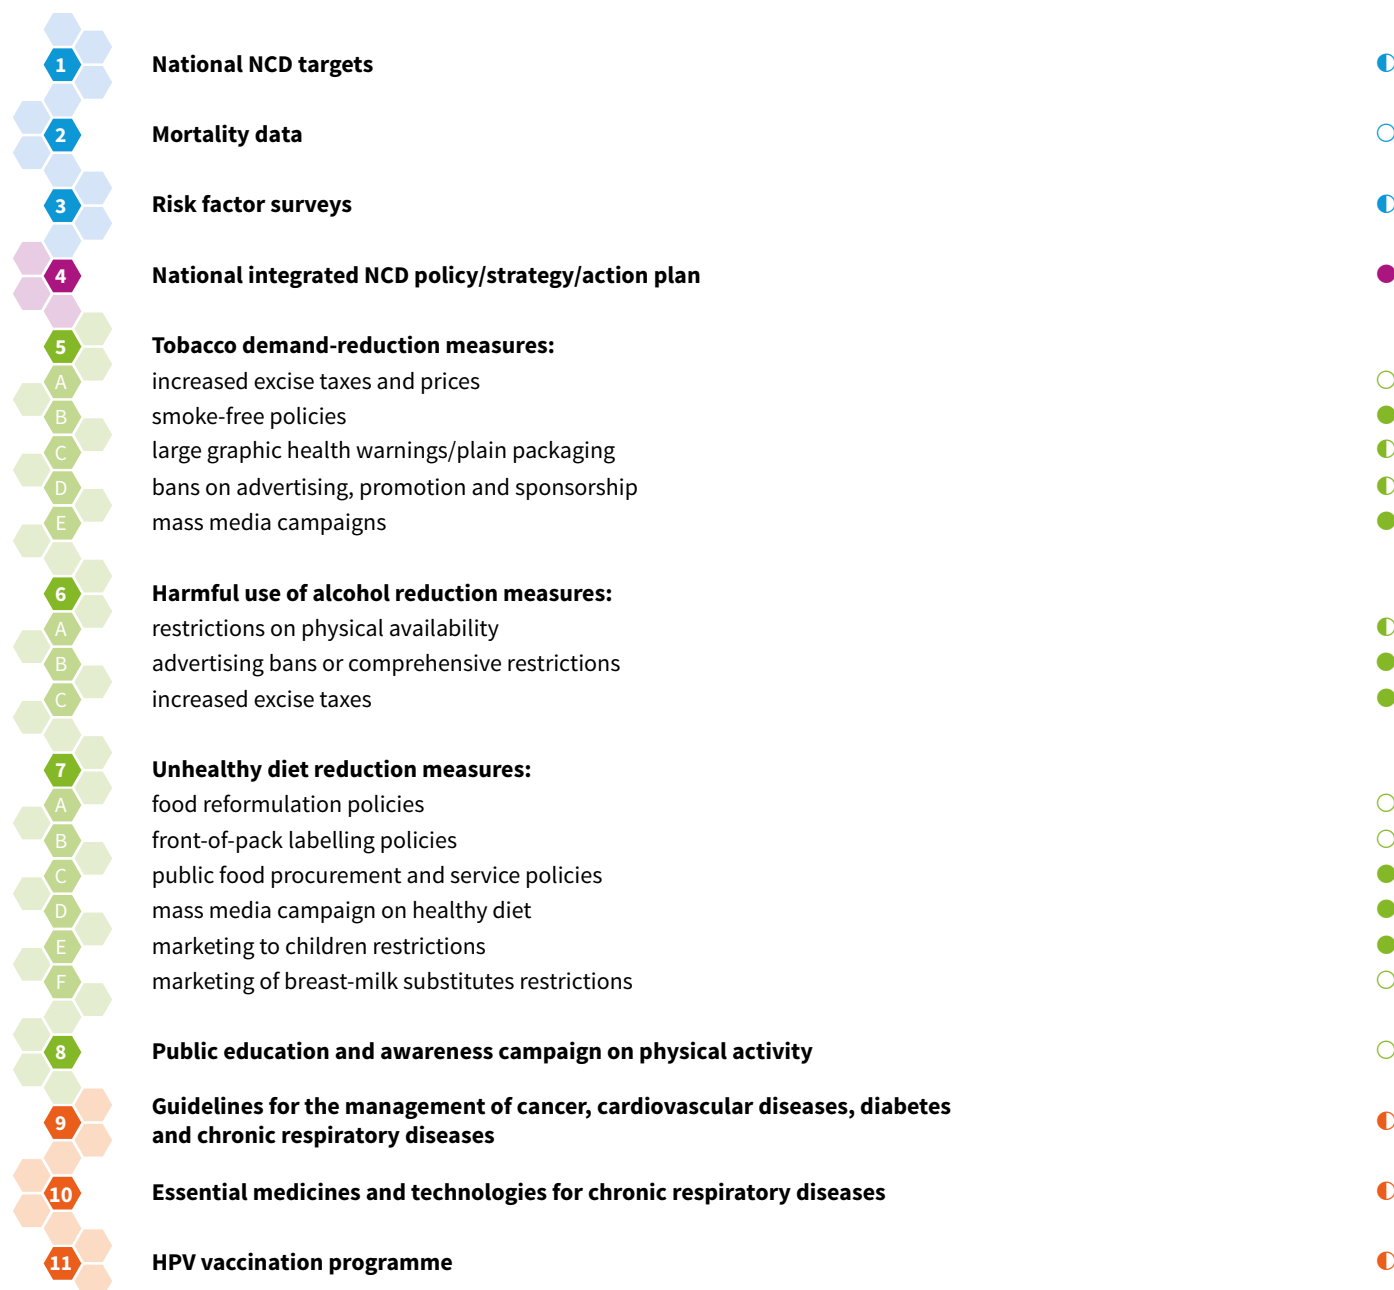 1 National NCD targets
2 Mortality data
3 Risk factor surveys
4 National integrated NCD policy/strategy/action plan
5 Tobacco demand-reduction measures:
A increased excise taxes and prices
B smoke-free policies
C large graphic health warnings/plain packaging
D bans on advertising, promotion and sponsorship
E mass media campaigns
6 Harmful use of alcohol reduction measures:
A restrictions on physical availability
B advertising bans or comprehensive restrictions
C increased excise taxes
7 Unhealthy diet reduction measures:
A food reformulation policies
B front-of-pack labelling policies
C public food procurement and service policies
D mass media campaign on healthy diet
E marketing to children restrictions
F marketing of breast-milk substitutes restrictions
8 Public education and awareness campaign on physical activity
9 Guidelines for the management of cancer, cardiovascular diseases, diabetes
and chronic respiratory diseases
10 Essential medicines and technologies for chronic respiratory diseases
11 HPV vaccination programme